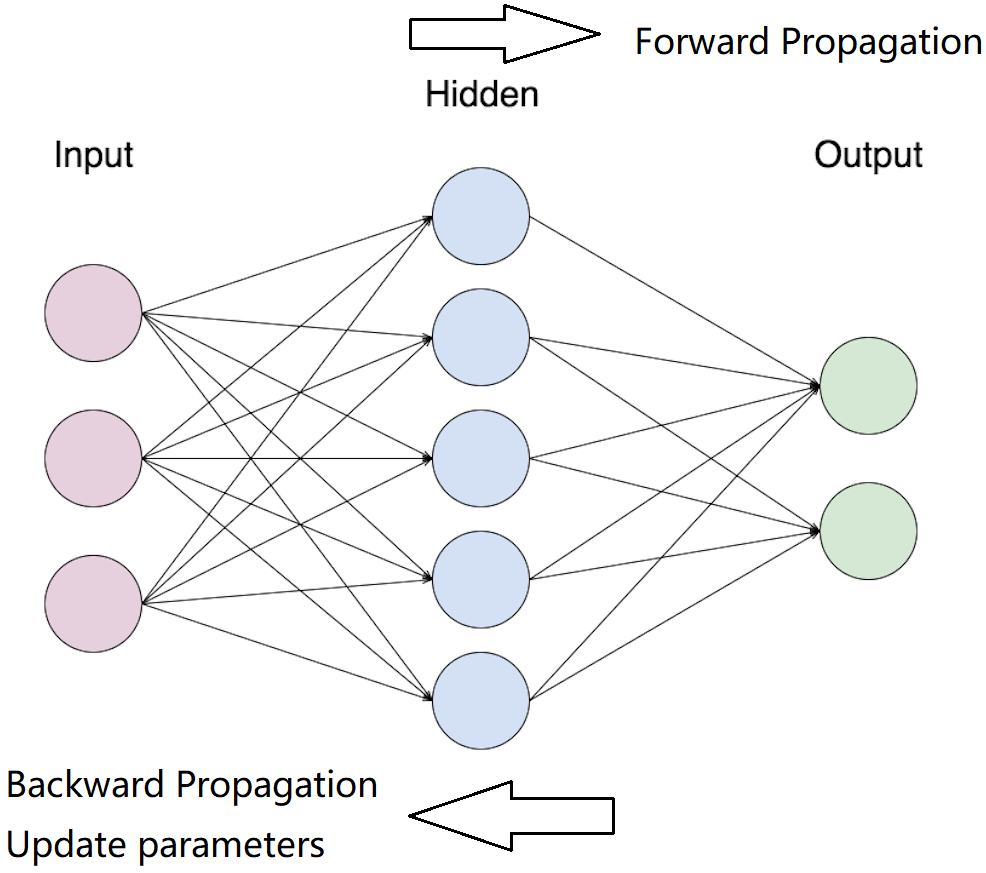 Forward Propagation
Hidden
Input
Output
Backward Propagation
Update parameters